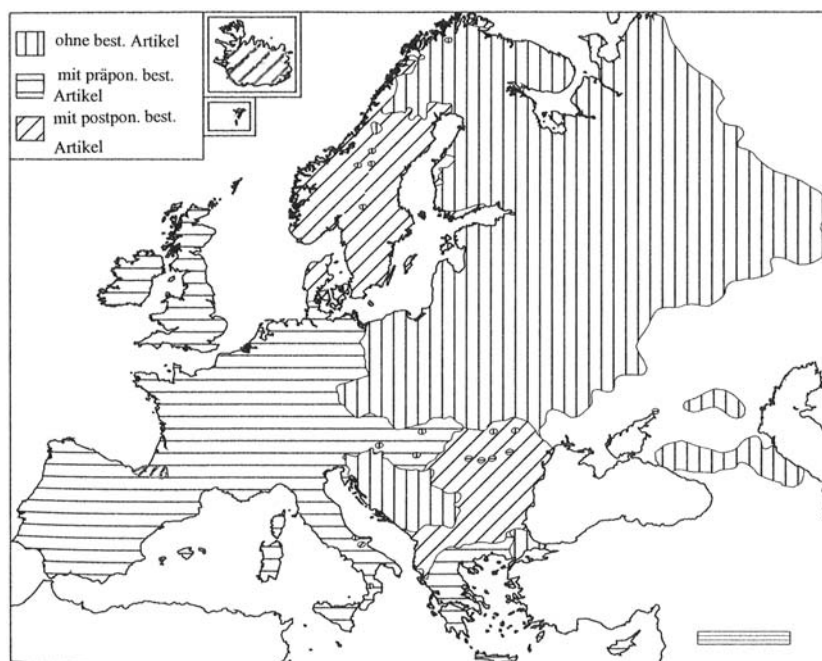 ohne best. Artikel
mit präpon. best.
Artikel
mit postpon. best.
Artikel